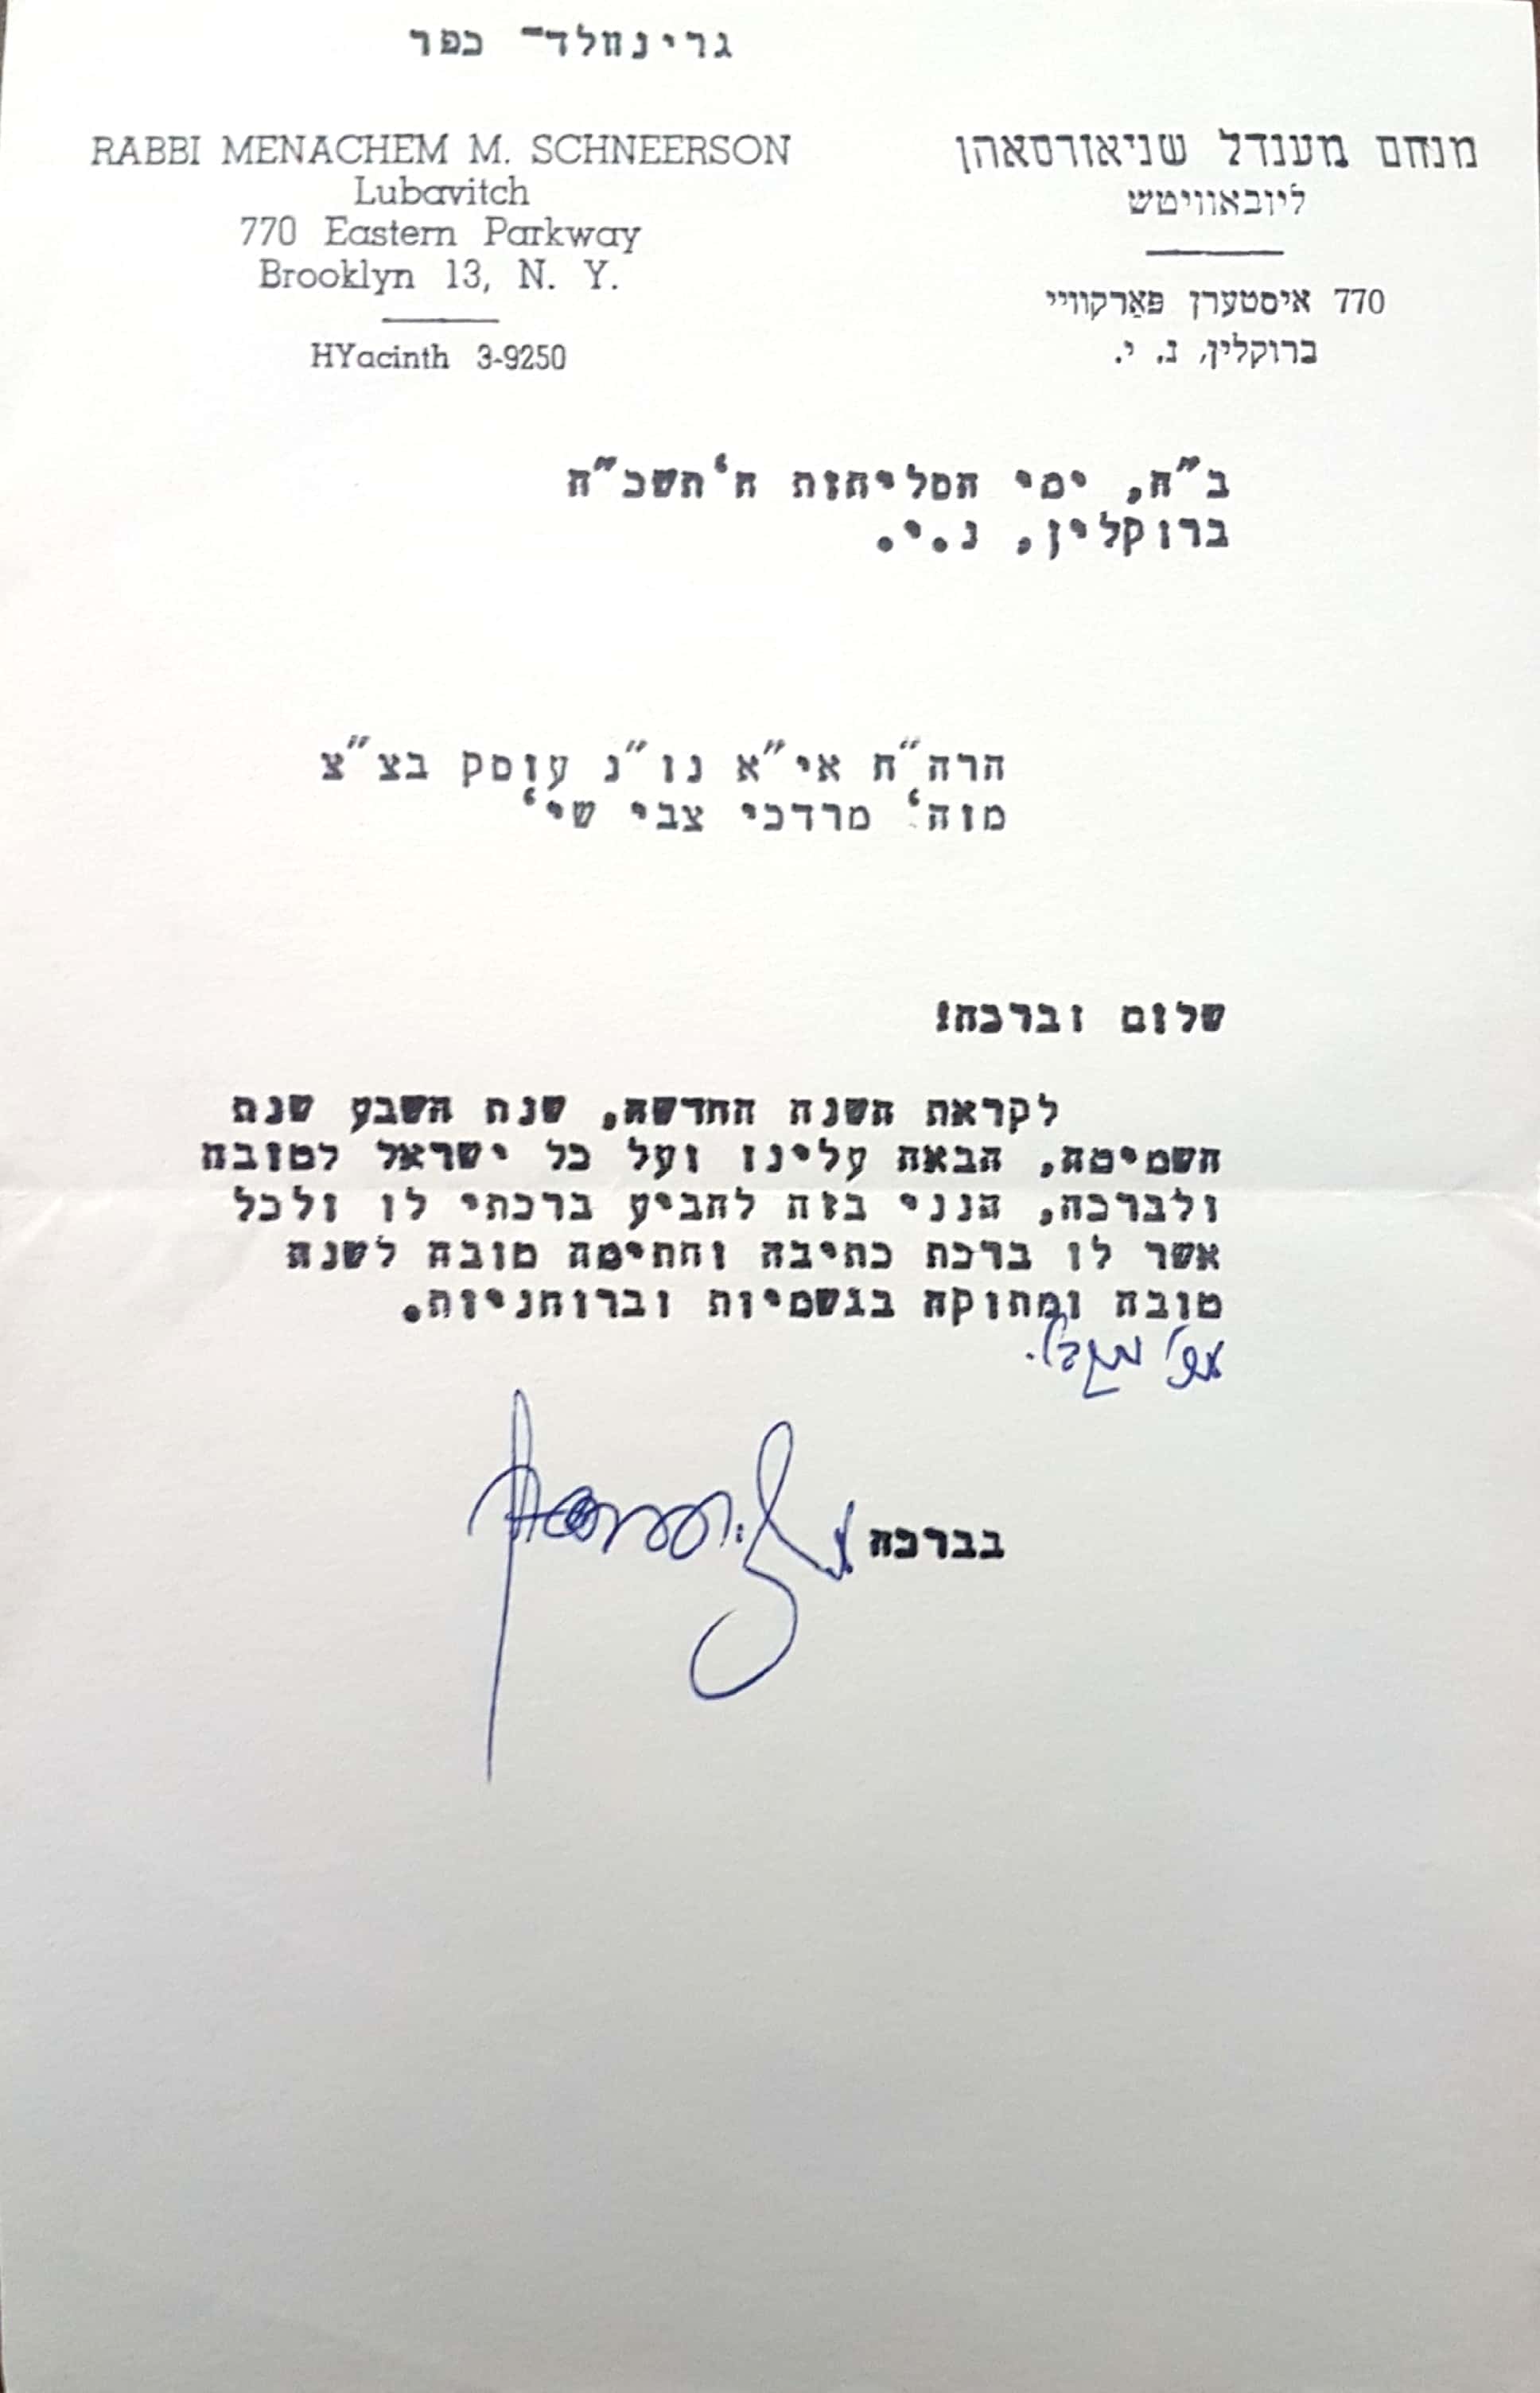 גרינוולד- כפר
RABBI MENACHEM M. SCHNEERSON
Lubavitch
770 Eastern Parkway
Brooklyn 13, N. Y.
HYacinth 3-9250
מנחם מענדל שניאורסאהן
ליובאוויטש
770 איסטערן פּאַרקוויי
ברוקלין, נ. י.
ב"ה, ימי הסליחות ה'תשכ"ה
ברוקלין, נ.י.
הרה"ח אי"א נו"נ עוסק בצ"צ
מוה' מרדכי צבי שי'
שלום וברכה!
לקראת השנה החדשה, שנת השבע שנת
השמיטה, הבאה עלינו ועל כל ישראל לטובה
ולברכה, הנני בזה להביע ברכתי לו ולכל
אשר לו ברכת כתיבה וחתימה טובה לשנה
טובה ומתוקה בגשמיות וברוחניות.
בברכה